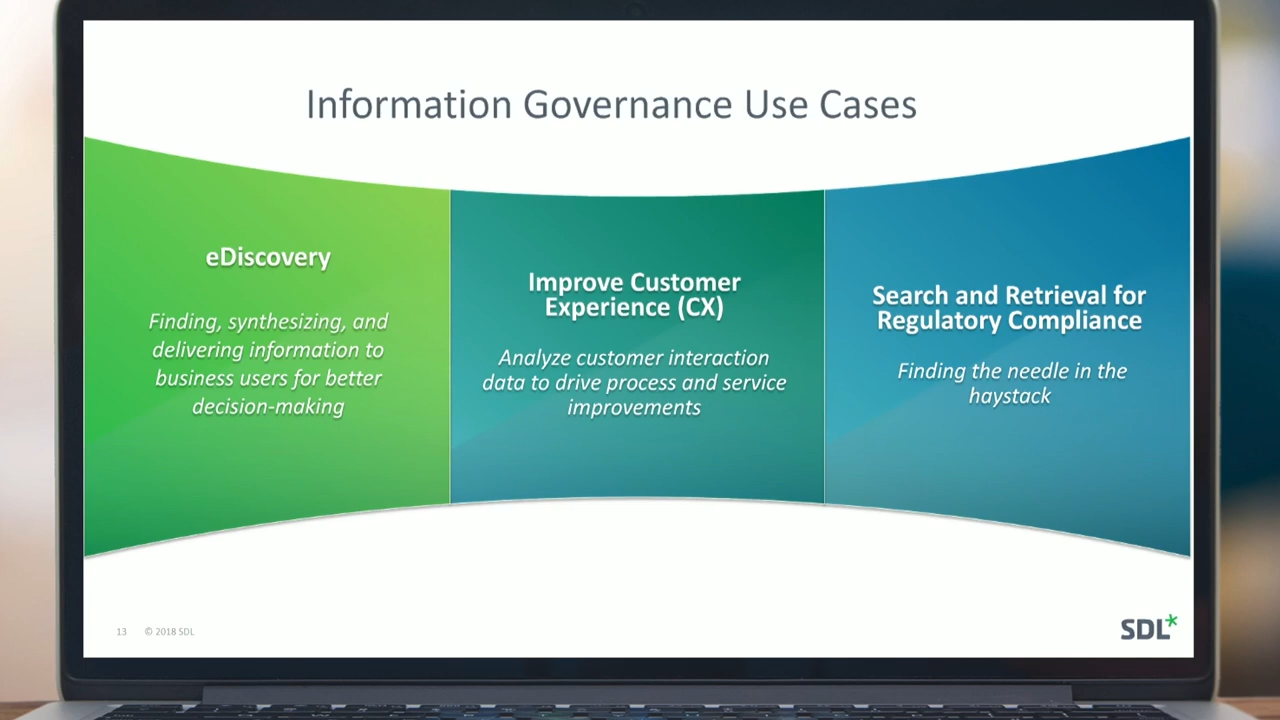 Information Governance Use Cases
eDiscovery
Finding, synthesizing, and
delivering information to
business users for better
decision-making
Improve Customer
Experience (CX)
Analyze customer interaction
data to drive process and service
improvements
Search and Retrieval for
Regulatory Compliance
Finding the needle in the
haystack
13 © 2018 SDL
SDL*